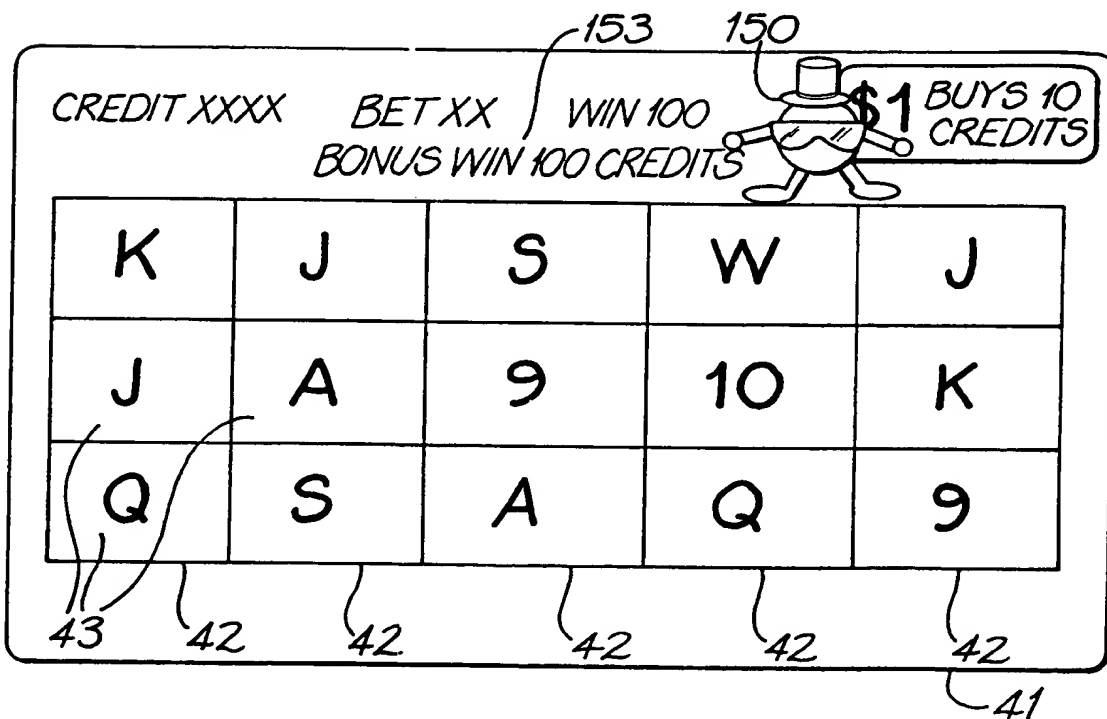 153 150
CREDIT XXXX BET XX WIN 100 $1 BUYS 10
CREDITS
BONUS WIN 100 CREDITS
K J S W J
J A 9 10 K
Q S A Q 9
43 42 42 42 42 42
41